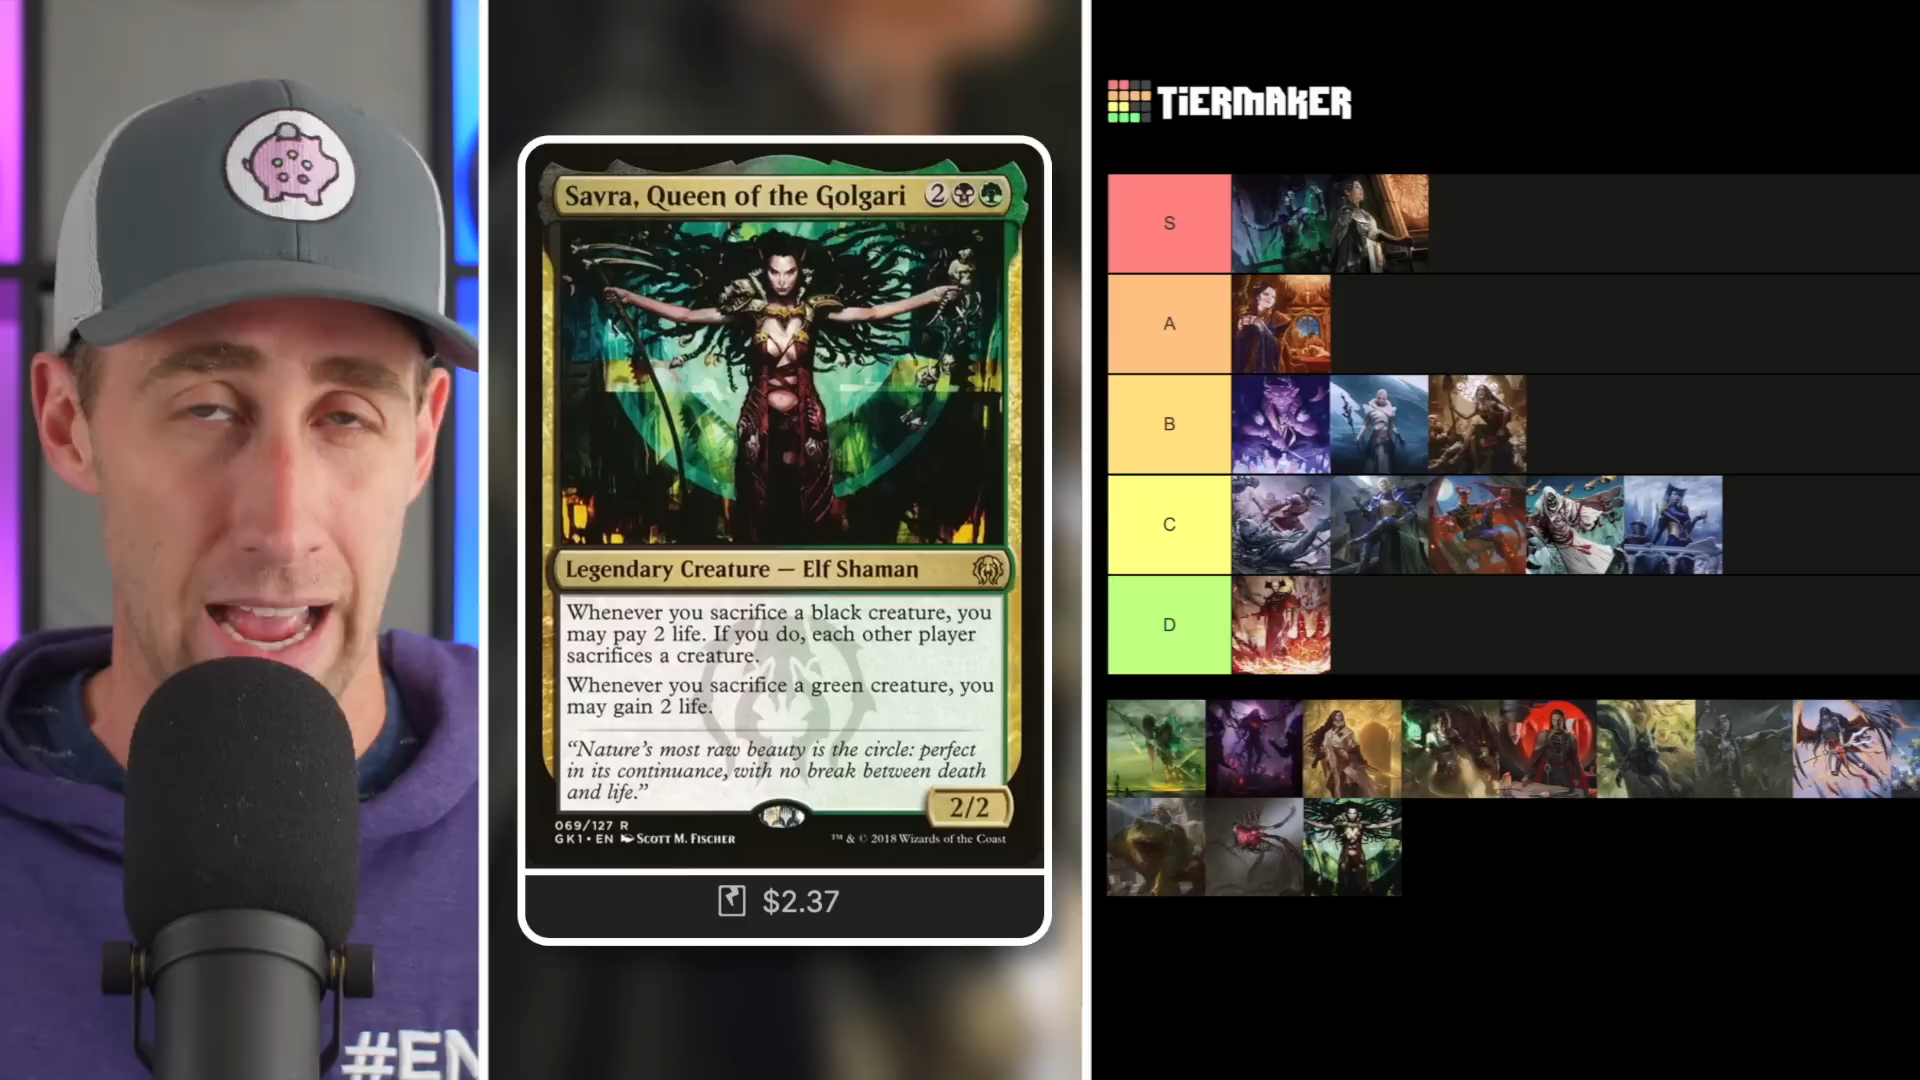 #EN
Savra, Queen of the Golgari 2
Legendary Creature — Elf Shaman
Whenever you sacrifice a black creature, you
may pay 2 life. If you do, each other player
sacrifices a creature.
Whenever you sacrifice a green creature, you
may gain 2 life.
“Nature’s most raw beauty is the circle: perfect
in its continuance, with no break between death
and life.”
2/2
069/127 R
GK1 • EN Scott M. Fischer
™ & © 2018 Wizards of the Coast
$2.37
TiERMAKER
S
A
B
C
D